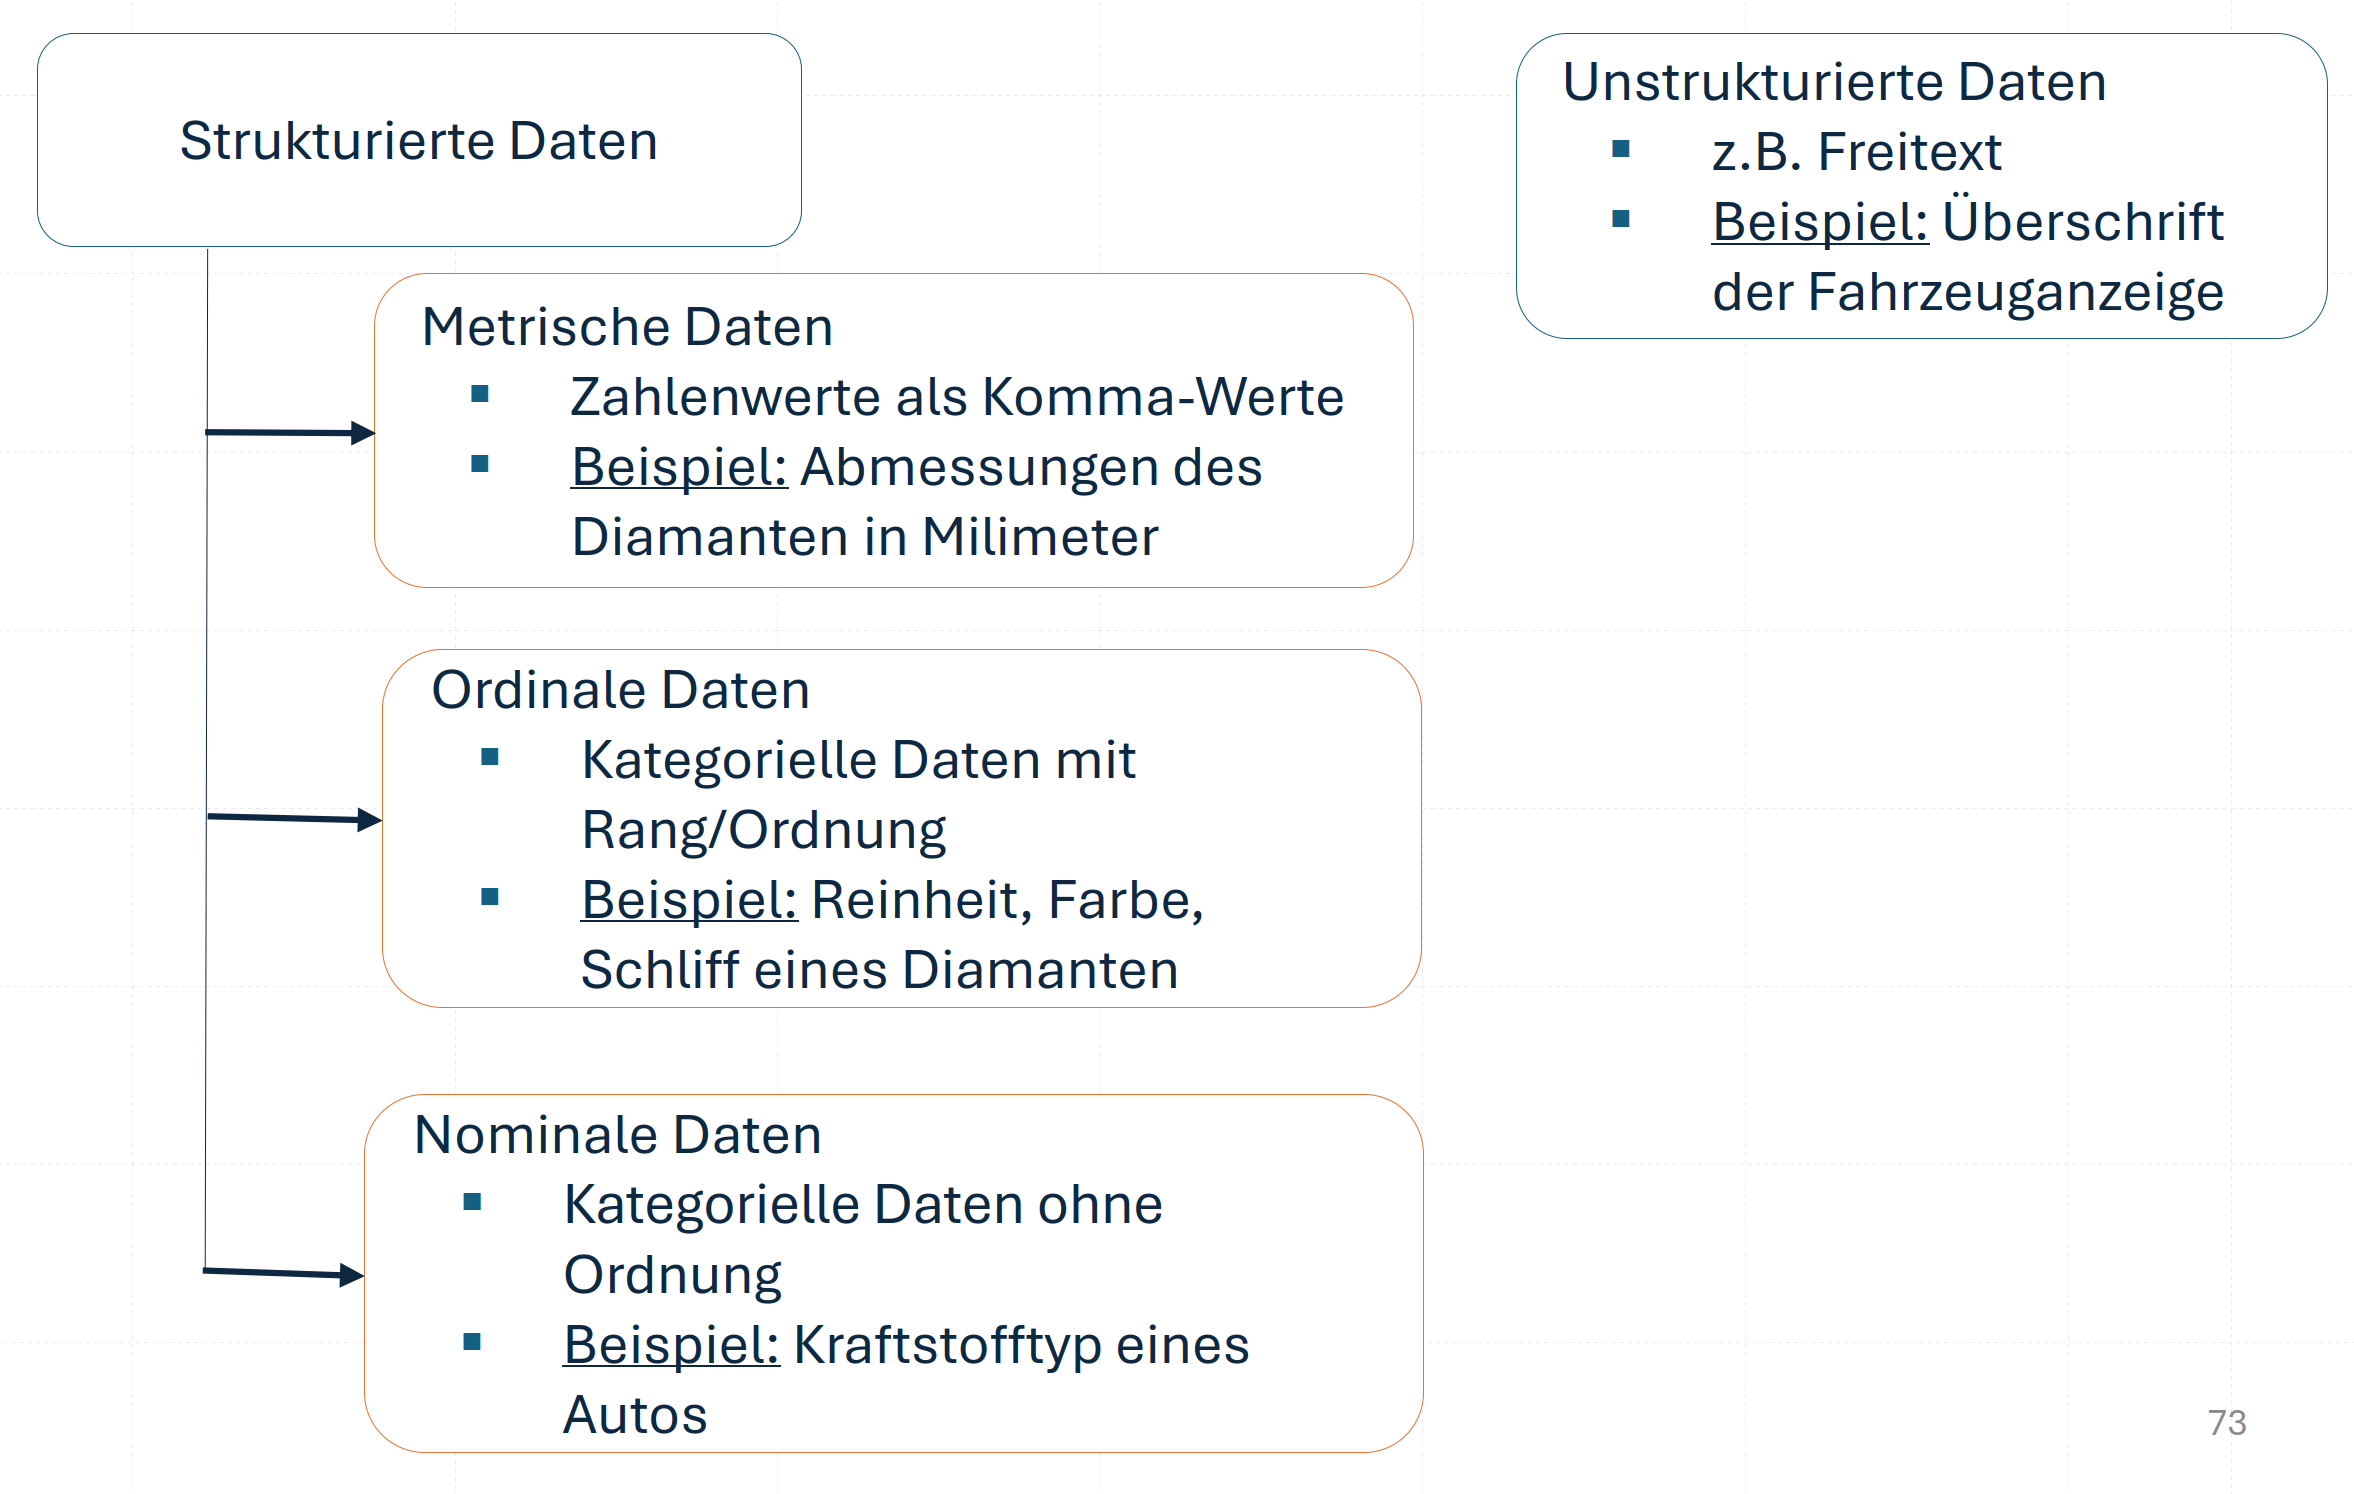 Strukturierte Daten
Metrische Daten
▪ Zahlenwerte als Komma-Werte
▪ Beispiel: Abmessungen des
Diamanten in Milimeter
Ordinale Daten
▪ Kategorielle Daten mit
Rang/Ordnung
▪ Beispiel: Reinheit, Farbe,
Schliff eines Diamanten
Nominale Daten
▪ Kategorielle Daten ohne
Ordnung
▪ Beispiel: Kraftstofftyp eines
Autos
Unstrukturierte Daten
▪ z.B. Freitext
▪ Beispiel: Überschrift
der Fahrzeuganzeige
73